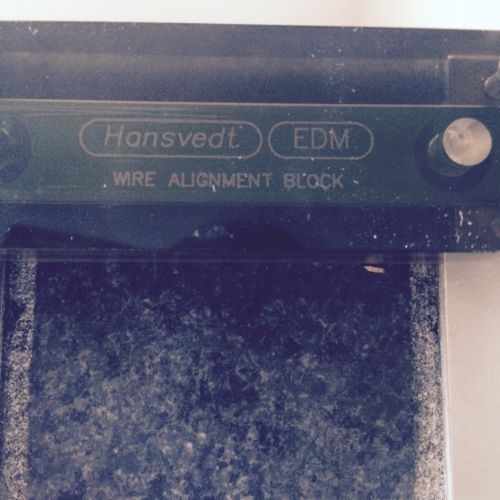 Hansvedt EDM
WIRE ALIGNMENT BLOCK